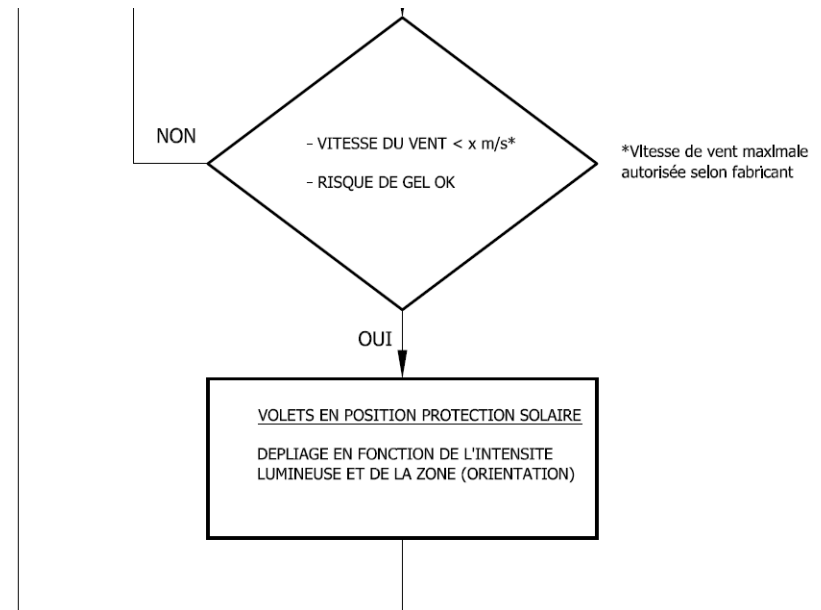 NON
- VITESSE DU VENT < x m/s*
- RISQUE DE GEL OK
*Vitesse de vent maximale
autorisée selon fabricant
OUI
VOLETS EN POSITION PROTECTION SOLAIRE
DEPLIAGE EN FONCTION DE L'INTENSITE
LUMINEUSE ET DE LA ZONE (ORIENTATION)